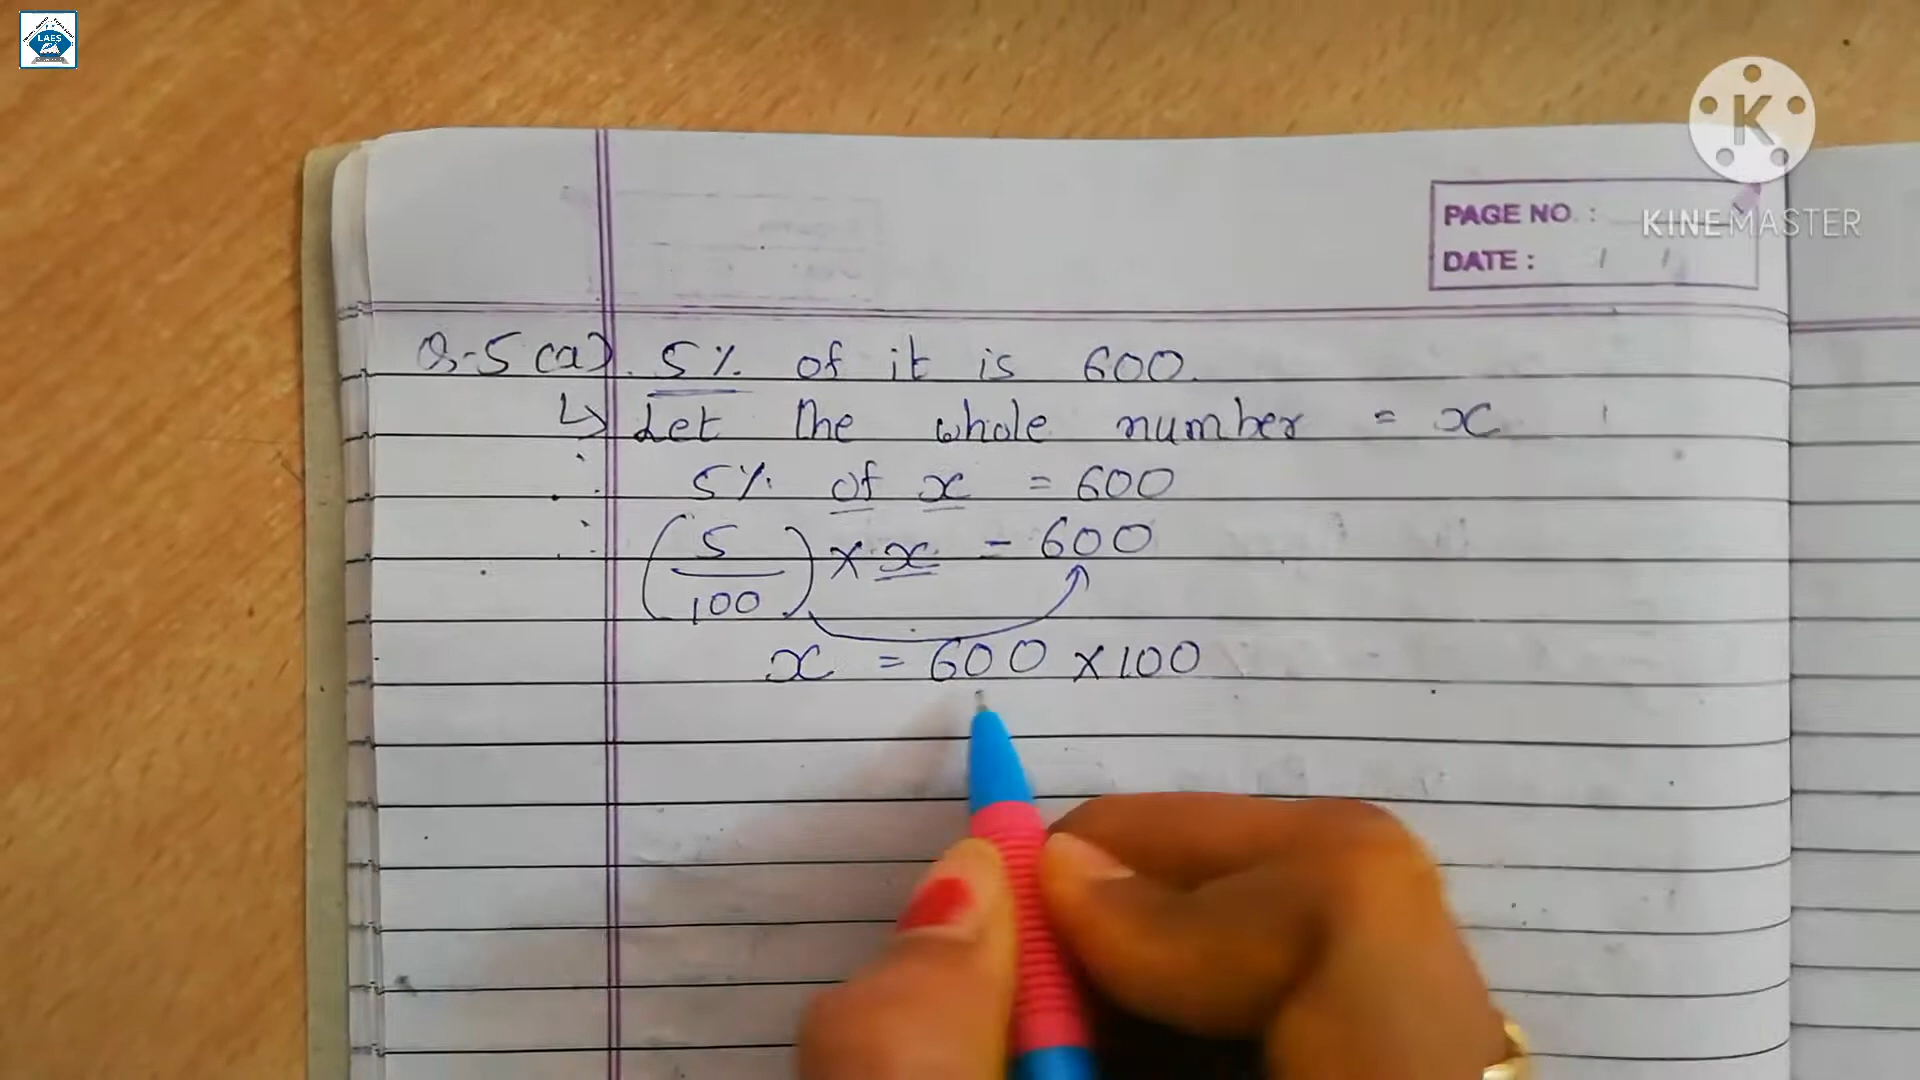 LAES
K
KINEMASTER
PAGE NO :
DATE : / /
Q-5(a). 5% of it is 600.
↳ Let the whole number = x
∴ 5% of x = 600
∴ (5/100) × x = 600
x = 600 × 100